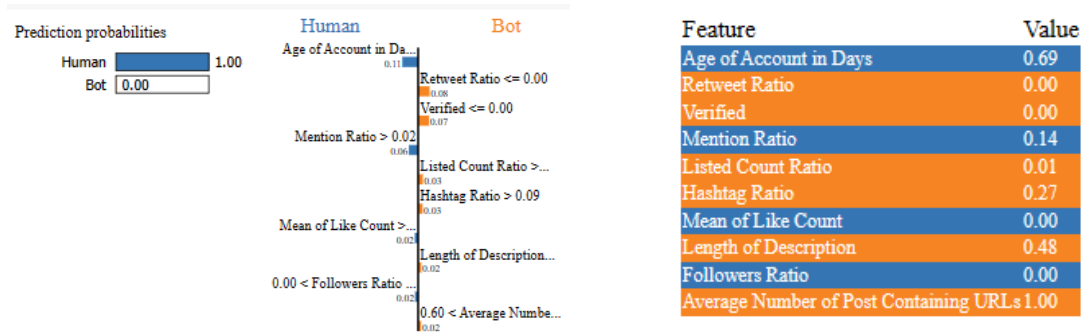 Prediction probabilities
Human 1.00
Bot 0.00
Human Bot
Age of Account in Da...
0.11
Retweet Ratio <= 0.00
0.08
Verified <= 0.00
0.07
Mention Ratio > 0.02
0.06
Listed Count Ratio >...
0.03
Hashtag Ratio > 0.09
0.03
Mean of Like Count >...
0.02
Length of Description...
0.02
0.00 < Followers Ratio ...
0.02
0.60 < Average Numbe...
0.02
Feature Value
Age of Account in Days 0.69
Retweet Ratio 0.00
Verified 0.00
Mention Ratio 0.14
Listed Count Ratio 0.01
Hashtag Ratio 0.27
Mean of Like Count 0.00
Length of Description 0.48
Followers Ratio 0.00
Average Number of Post Containing URLs 1.00